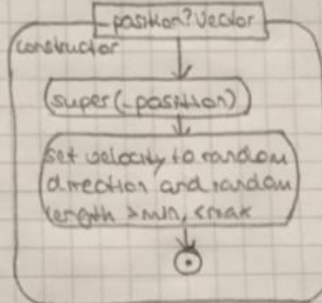 _position?Vector
constructor
super(_position)
set velocity to random
direction and random
length >min, <max